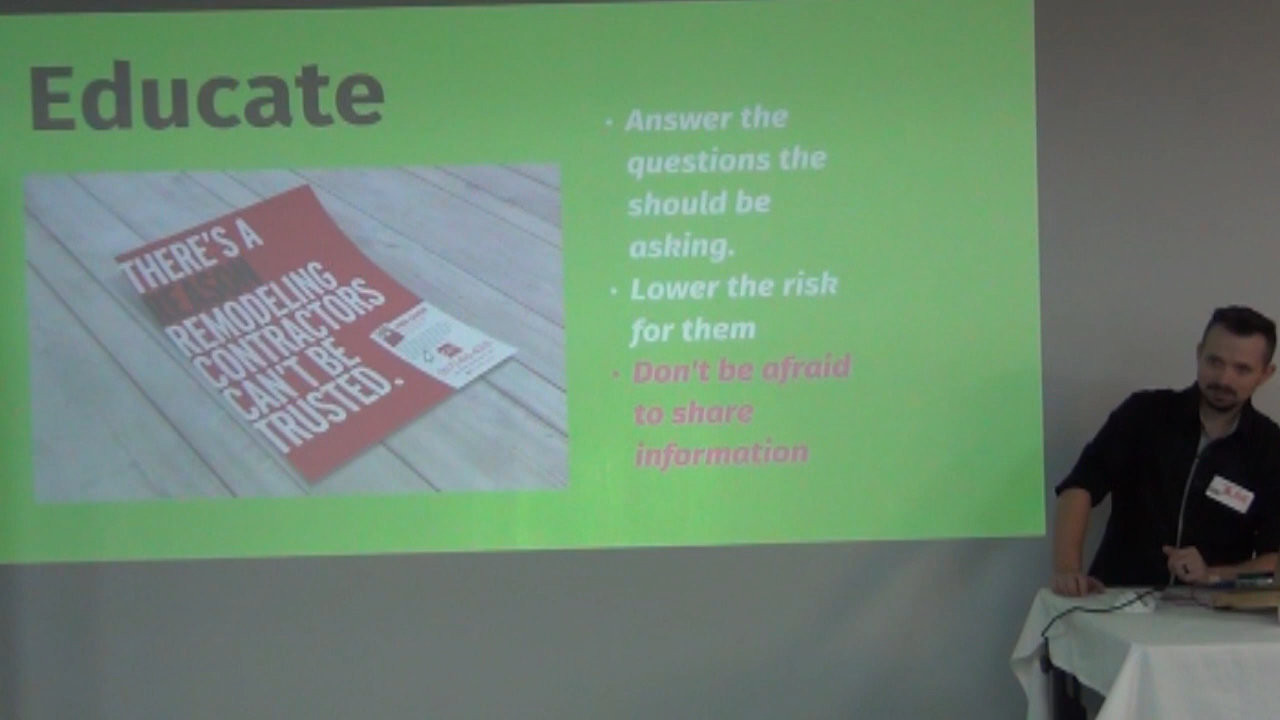 Educate
THERE'S A
REASON
REMODELING
CONTRACTORS
CAN'T BE
TRUSTED.
· Answer the
questions the
should be
asking.
· Lower the risk
for them
· Don't be afraid
to share
information